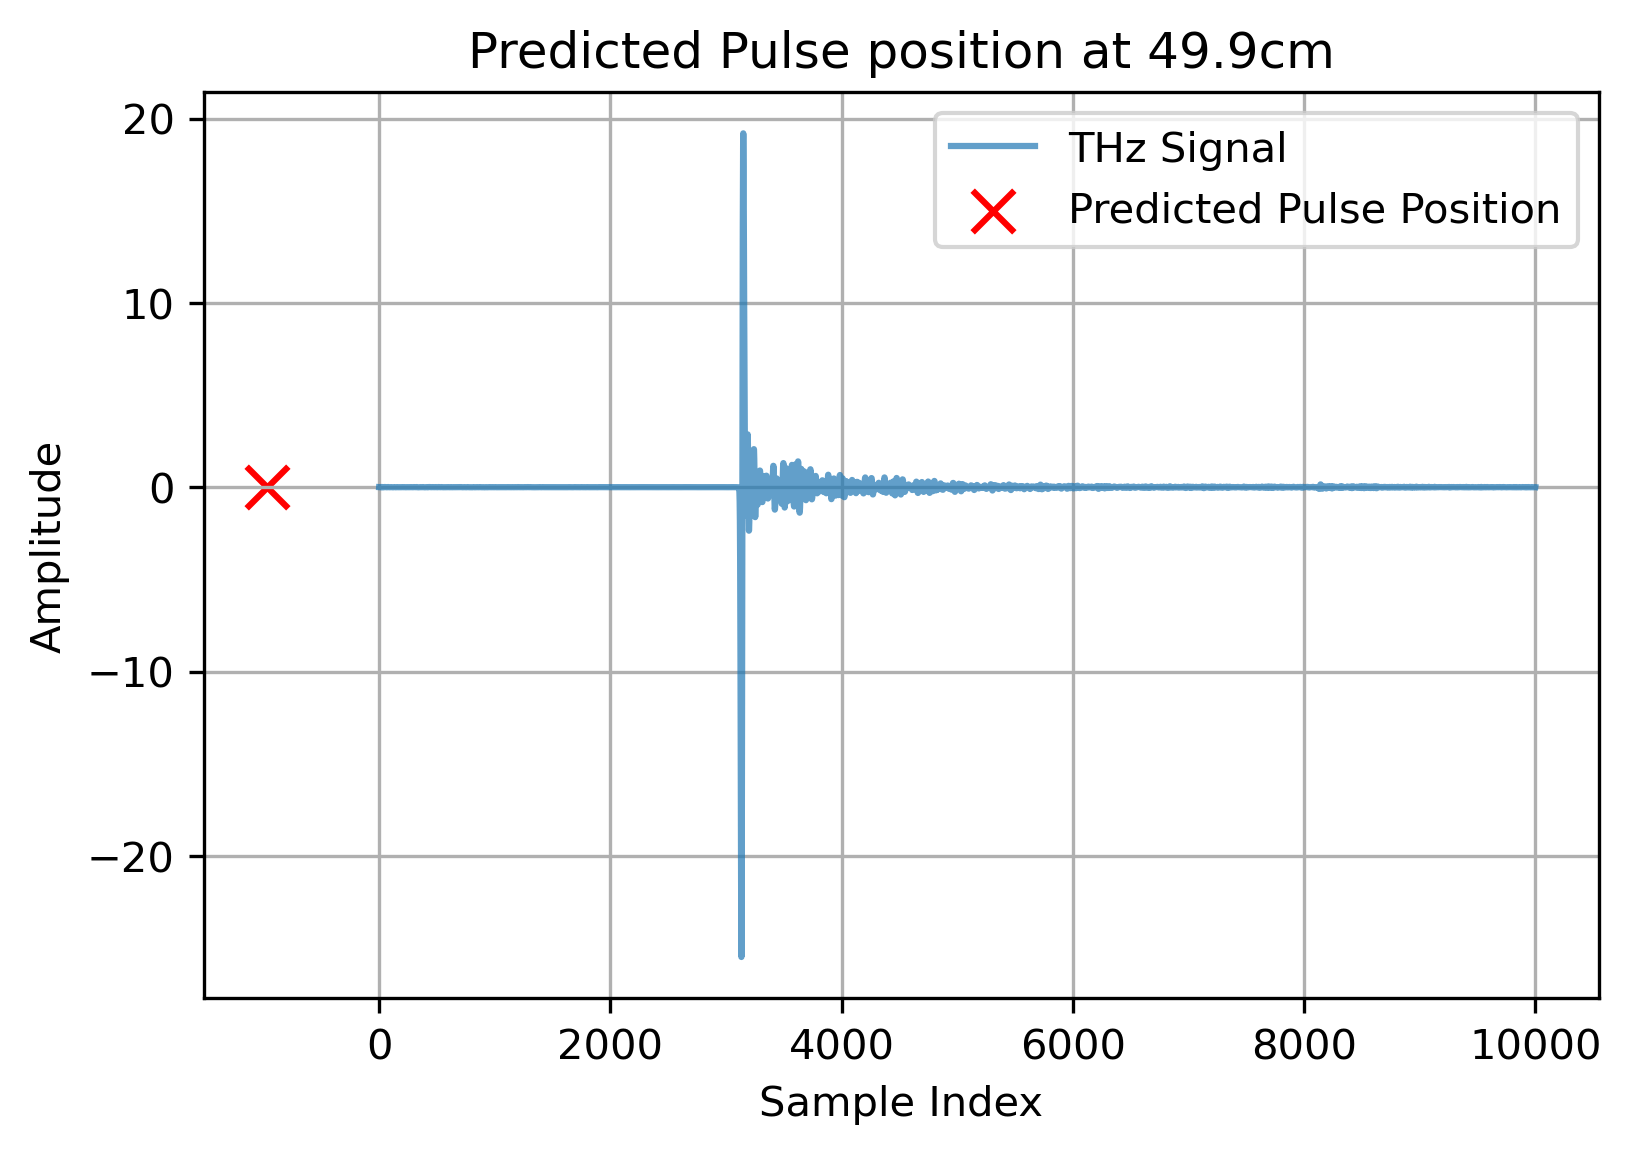 Predicted Pulse position at 49.9cm
THz Signal
Predicted Pulse Position
20
10
0
−10
−20
Amplitude
0 2000 4000 6000 8000 10000
Sample Index